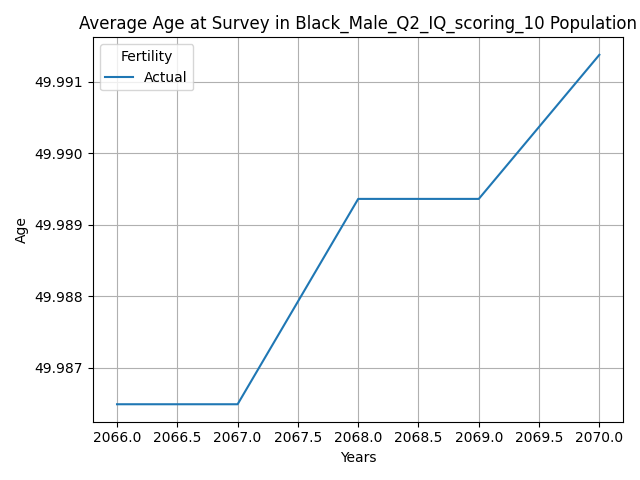 Average Age at Survey in Black_Male_Q2_IQ_scoring_10 Population
Fertility
Actual
49.991
49.990
49.989
49.988
49.987
Age
2066.0 2066.5 2067.0 2067.5 2068.0 2068.5 2069.0 2069.5 2070.0
Years